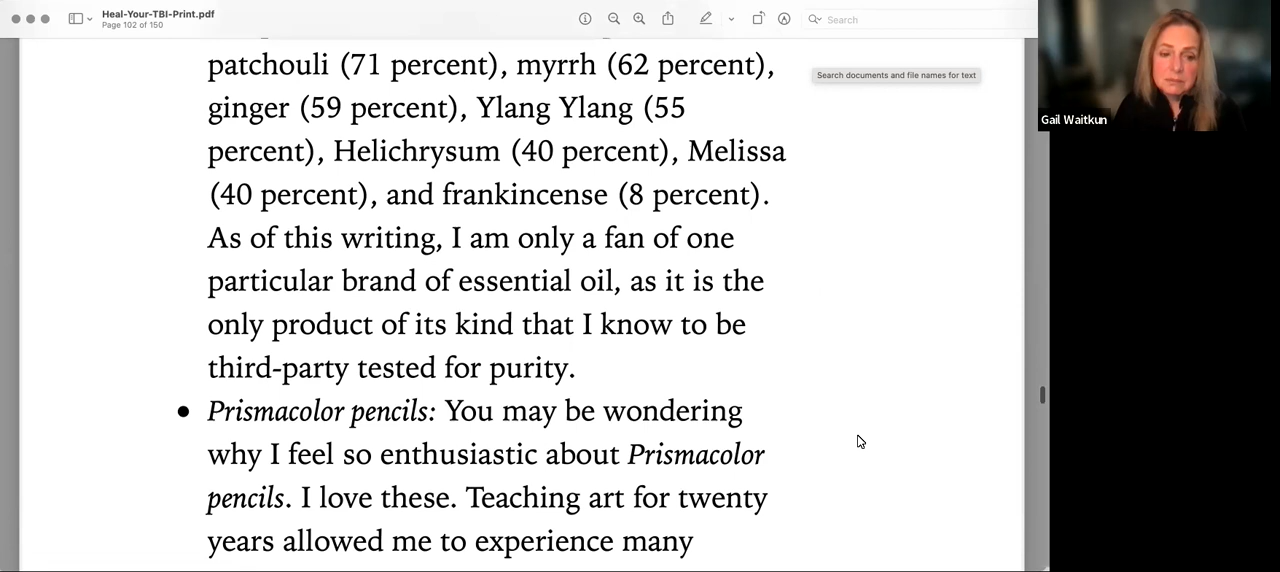 Heal-Your-TBI-Print.pdf
Page 102 of 150
Search
Search documents and file names for text
Gail Waitkun
patchouli (71 percent), myrrh (62 percent),
ginger (59 percent), Ylang Ylang (55
percent), Helichrysum (40 percent), Melissa
(40 percent), and frankincense (8 percent).
As of this writing, I am only a fan of one
particular brand of essential oil, as it is the
only product of its kind that I know to be
third-party tested for purity.
● Prismacolor pencils: You may be wondering
why I feel so enthusiastic about Prismacolor
pencils. I love these. Teaching art for twenty
years allowed me to experience many